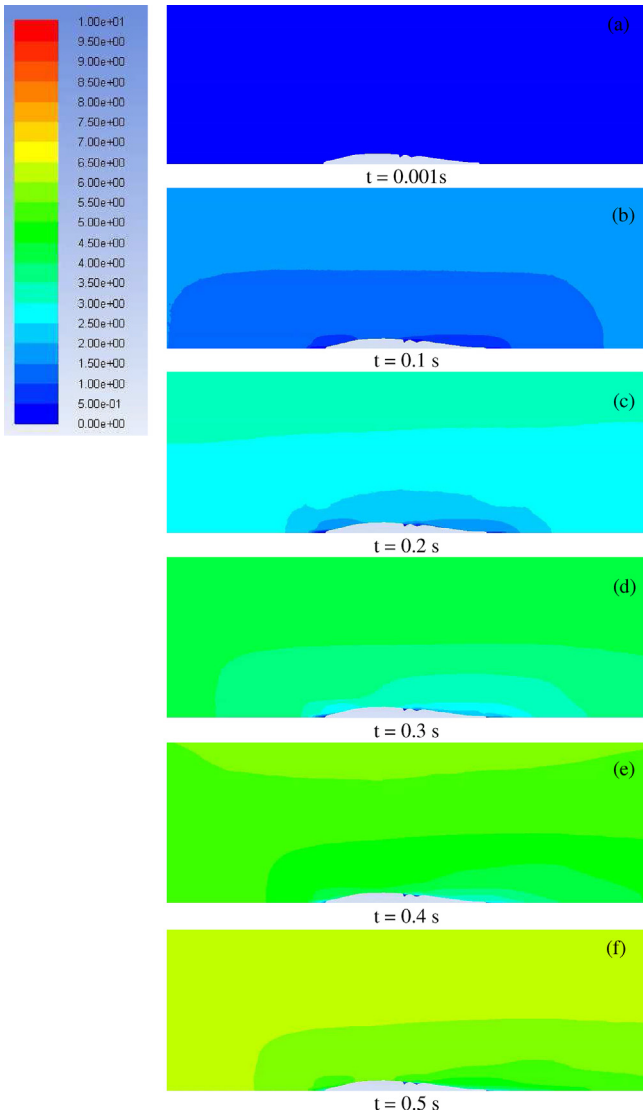 1.00e+01
9.50e+00
9.00e+00
8.50e+00
8.00e+00
7.50e+00
7.00e+00
6.50e+00
6.00e+00
5.50e+00
5.00e+00
4.50e+00
4.00e+00
3.50e+00
3.00e+00
2.50e+00
2.00e+00
1.50e+00
1.00e+00
5.00e-01
0.00e+00
(a)
t = 0.001s
(b)
t = 0.1 s
(c)
t = 0.2 s
(d)
t = 0.3 s
(e)
t = 0.4 s
(f)
t = 0.5 s